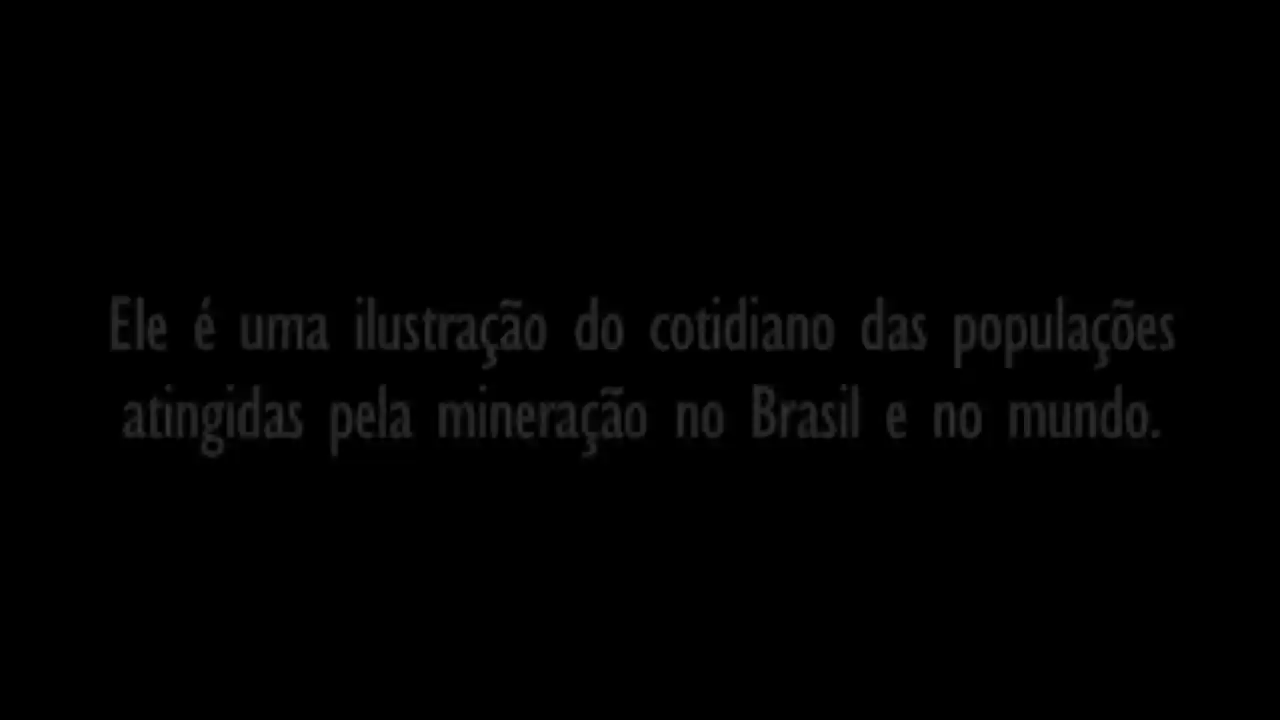 Ele é uma ilustração do cotidiano das populações
atingidas pela mineração no Brasil e no mundo.